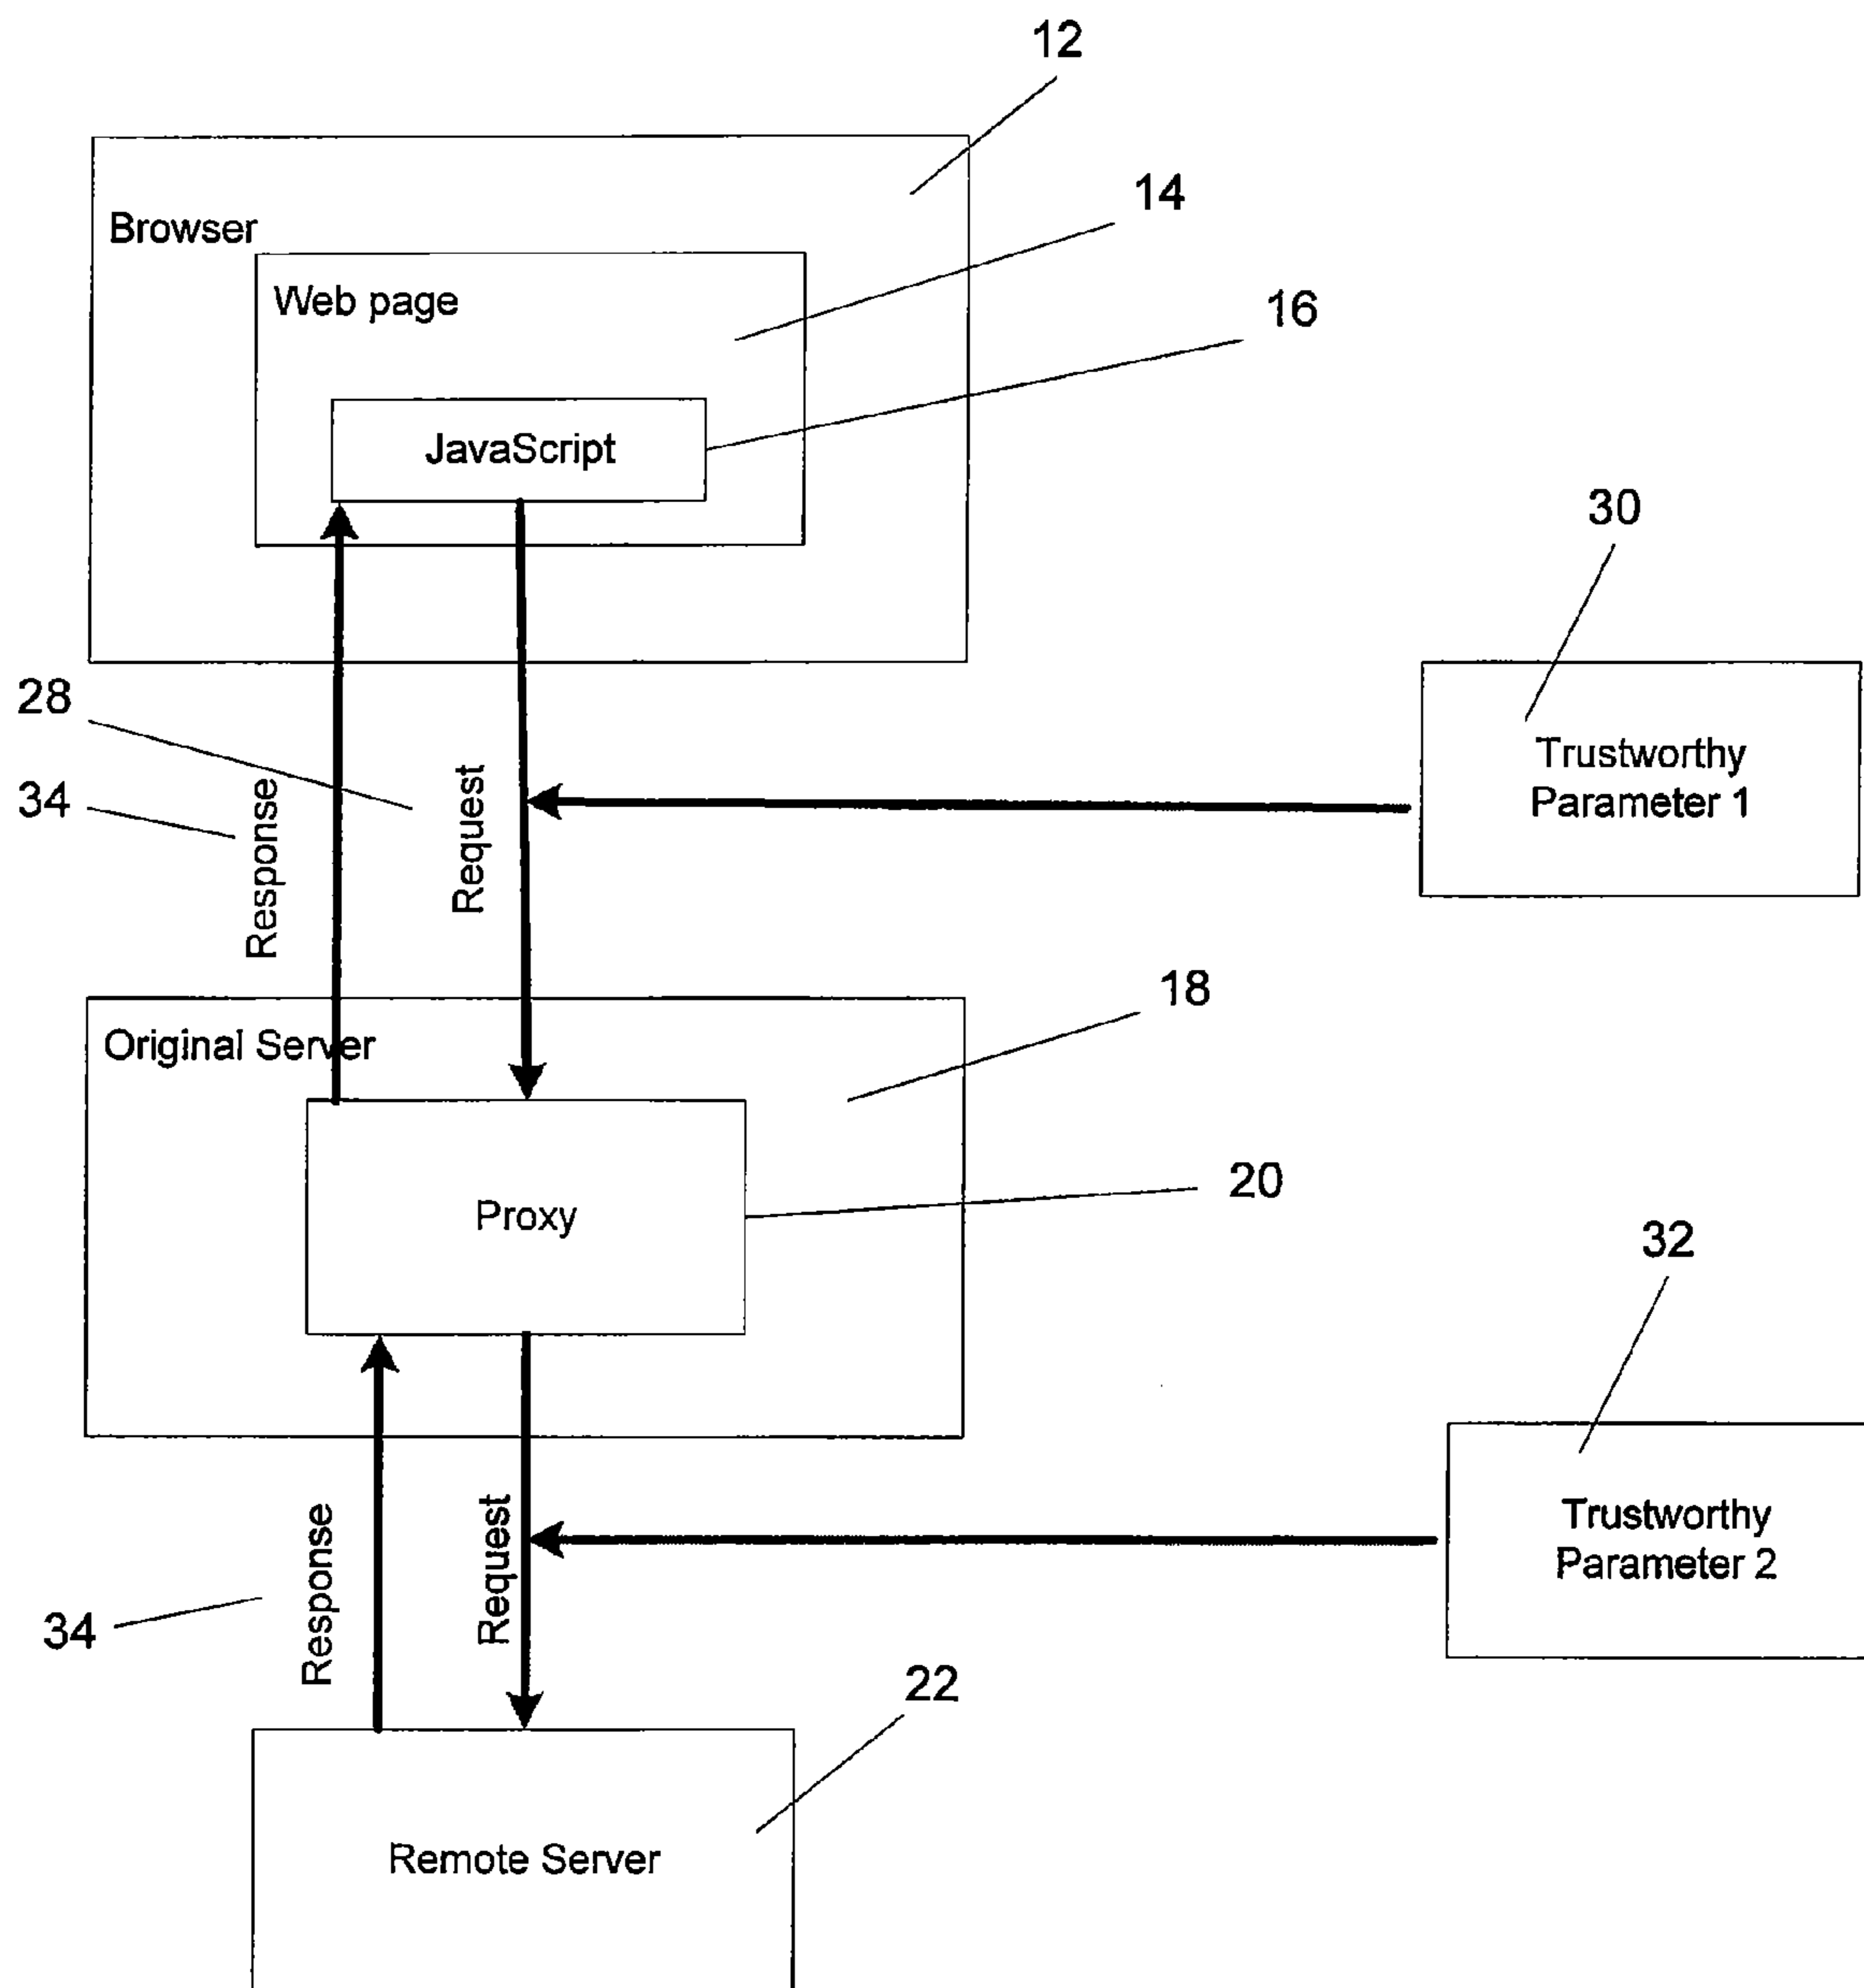 12
14
Browser
Web page
16
JavaScript
30
28
Trustworthy
Parameter 1
34
Response
Request
18
Original Server
20
Proxy
32
Trustworthy
Parameter 2
Response
Request
34
22
Remote Server